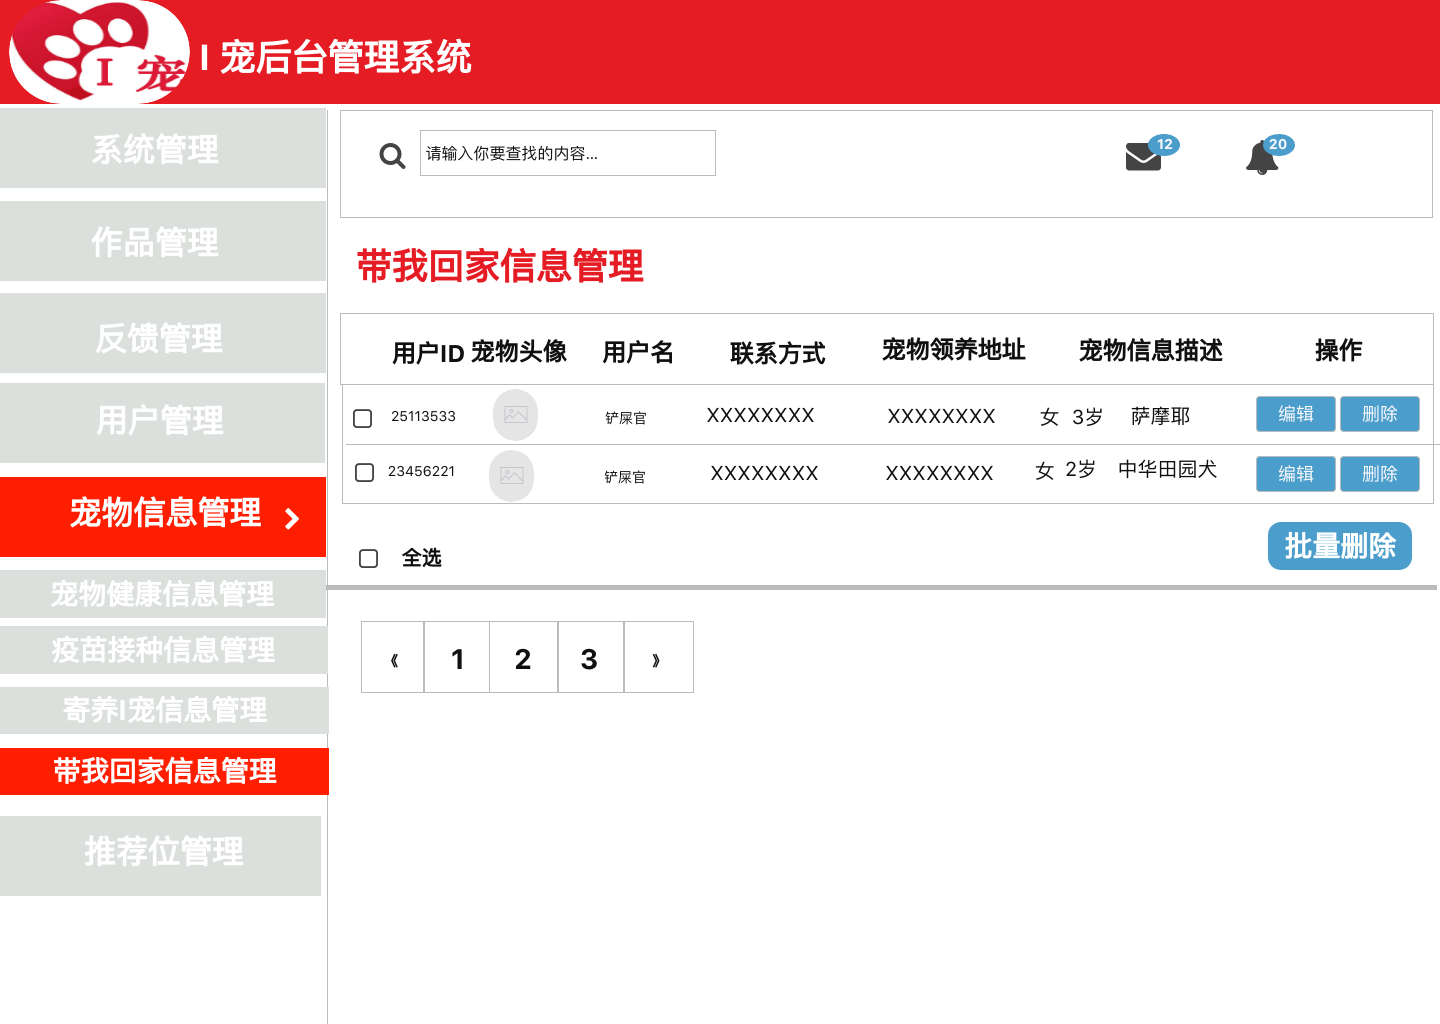 I 宠
I 宠后台管理系统
系统管理
作品管理
反馈管理
用户管理
宠物信息管理
宠物健康信息管理
疫苗接种信息管理
寄养I宠信息管理
带我回家信息管理
推荐位管理
请输入你要查找的内容...
12
20
带我回家信息管理
用户ID 宠物头像 用户名 联系方式 宠物领养地址 宠物信息描述 操作
25113533 铲屎官 XXXXXXXX XXXXXXXX 女 3岁 萨摩耶 编辑 删除
23456221 铲屎官 XXXXXXXX XXXXXXXX 女 2岁 中华田园犬 编辑 删除
全选 批量删除
《 1 2 3 》